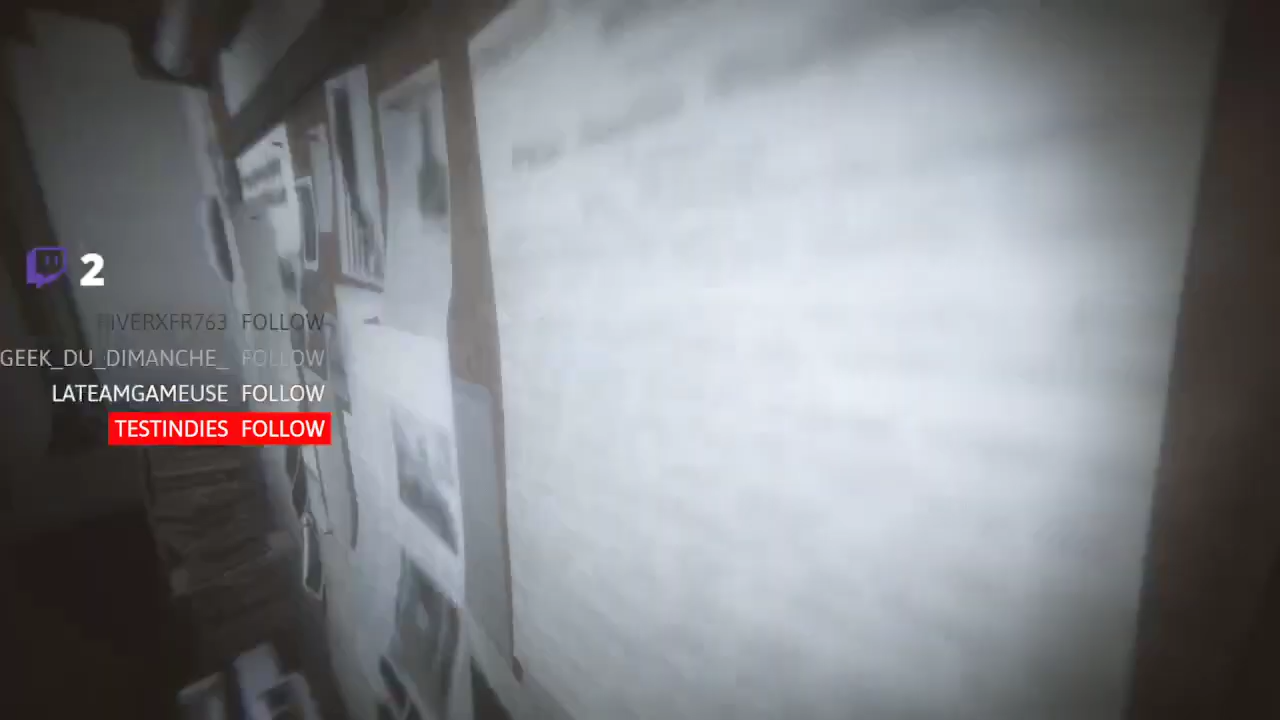 2
FOLLOW
GEEK_DU_DIMANCHE_ FOLLOW
LATEAMGAMEUSE FOLLOW
TESTINDIES FOLLOW